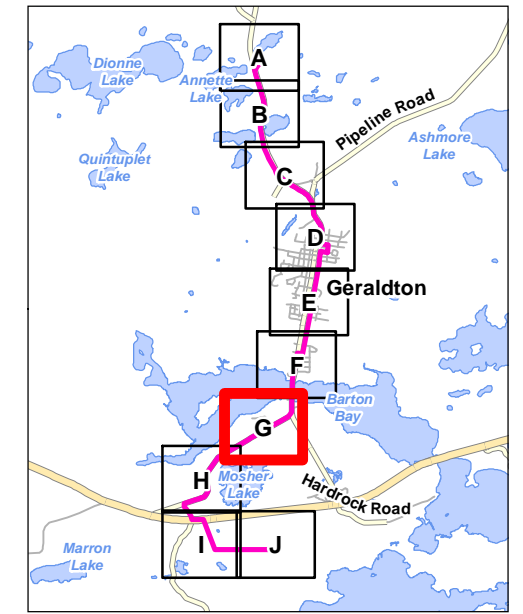 A
Dionne
Lake
Annette
Lake
B
Pipeline Road
Ashmore
Lake
Quintuplet
Lake
C
D
Geraldton
E
F
Barton
Bay
G
H
Mosher
Lake
Hardrock Road
I
J
Marron
Lake